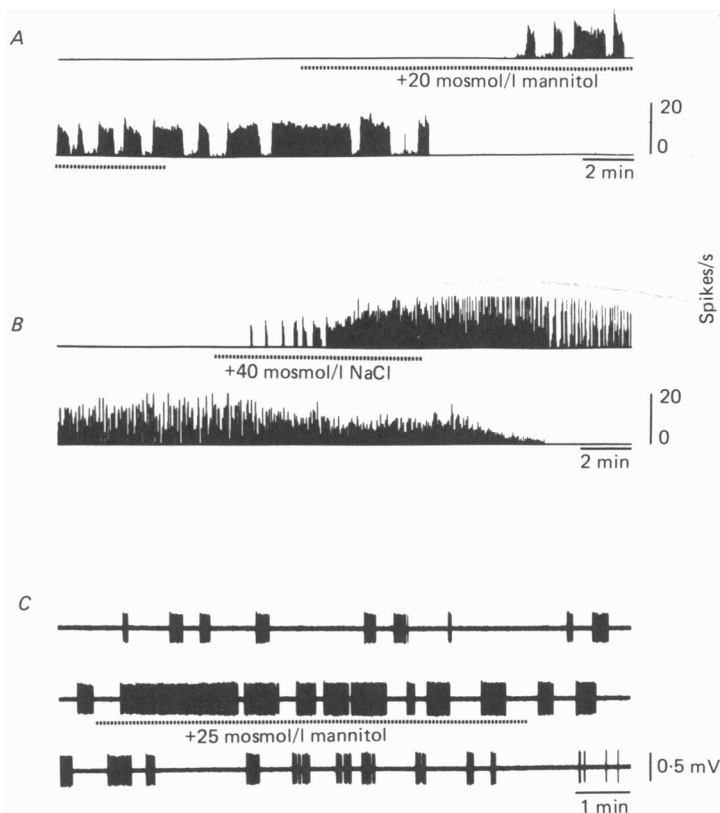 A
+20 mosmol/l mannitol
20
0
2 min
Spikes/s
B
+40 mosmol/l NaCl
20
0
2 min
C
+25 mosmol/l mannitol
0·5 mV
1 min